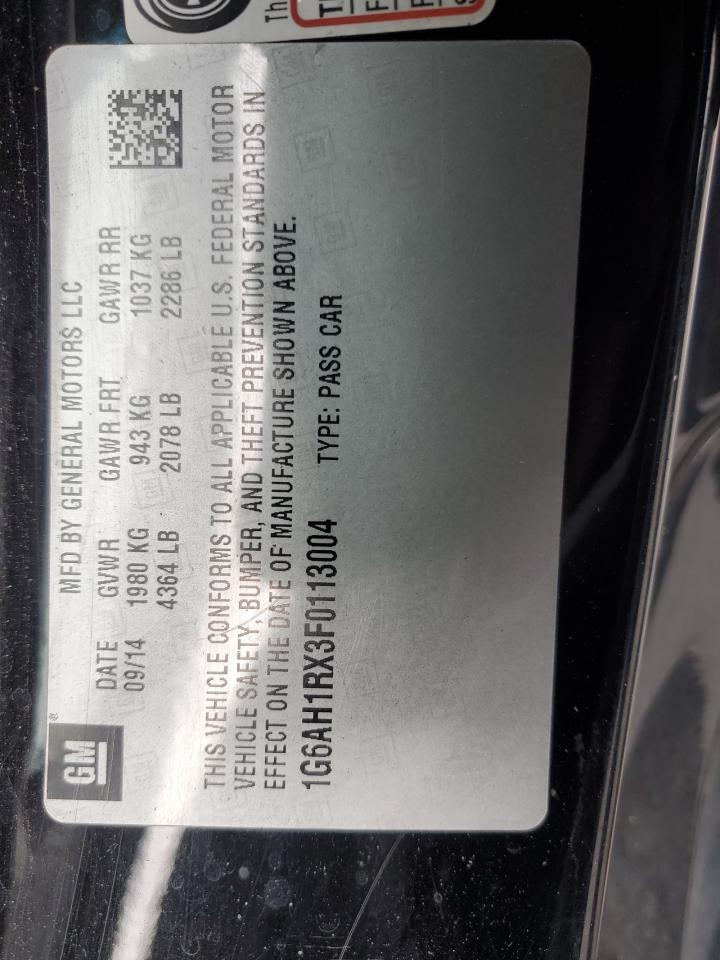 Th
GM®
MFD BY GENERAL MOTORS LLC
DATE GVWR GAWR FRT GAWR RR
09/14 1980 KG 943 KG 1037 KG
4364 LB 2078 LB 2286 LB
THIS VEHICLE CONFORMS TO ALL APPLICABLE U.S. FEDERAL MOTOR
VEHICLE SAFETY, BUMPER, AND THEFT PREVENTION STANDARDS IN
EFFECT ON THE DATE OF MANUFACTURE SHOWN ABOVE.
1G6AH1RX3F0113004 TYPE: PASS CAR